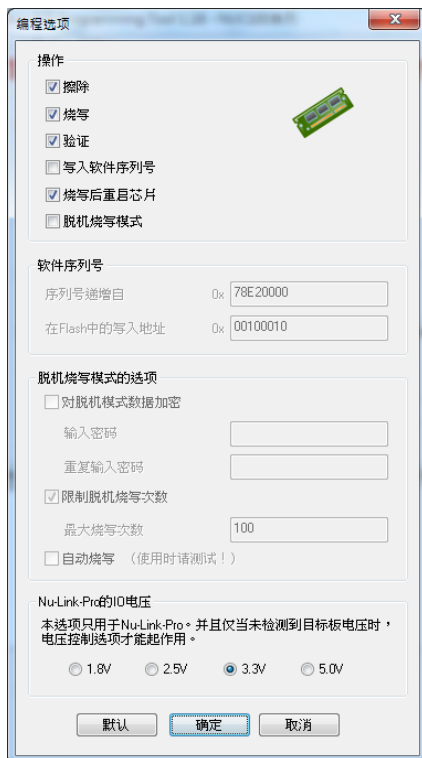 编程选项
操作
擦除
烧写
验证
写入软件序列号
烧写后重启芯片
脱机烧写模式
软件序列号
序列号递增自 0x 78E20000
在Flash中的写入地址 0x 00100010
脱机烧写模式的选项
对脱机模式数据加密
输入密码
重复输入密码
限制脱机烧写次数
最大烧写次数 100
自动烧写 （使用时请测试！）
Nu-Link-Pro的IO电压
本选项只用于Nu-Link-Pro。并且仅当未检测到目标板电压时，
电压控制选项才能起作用。
1.8V 2.5V 3.3V 5.0V
默认 确定 取消